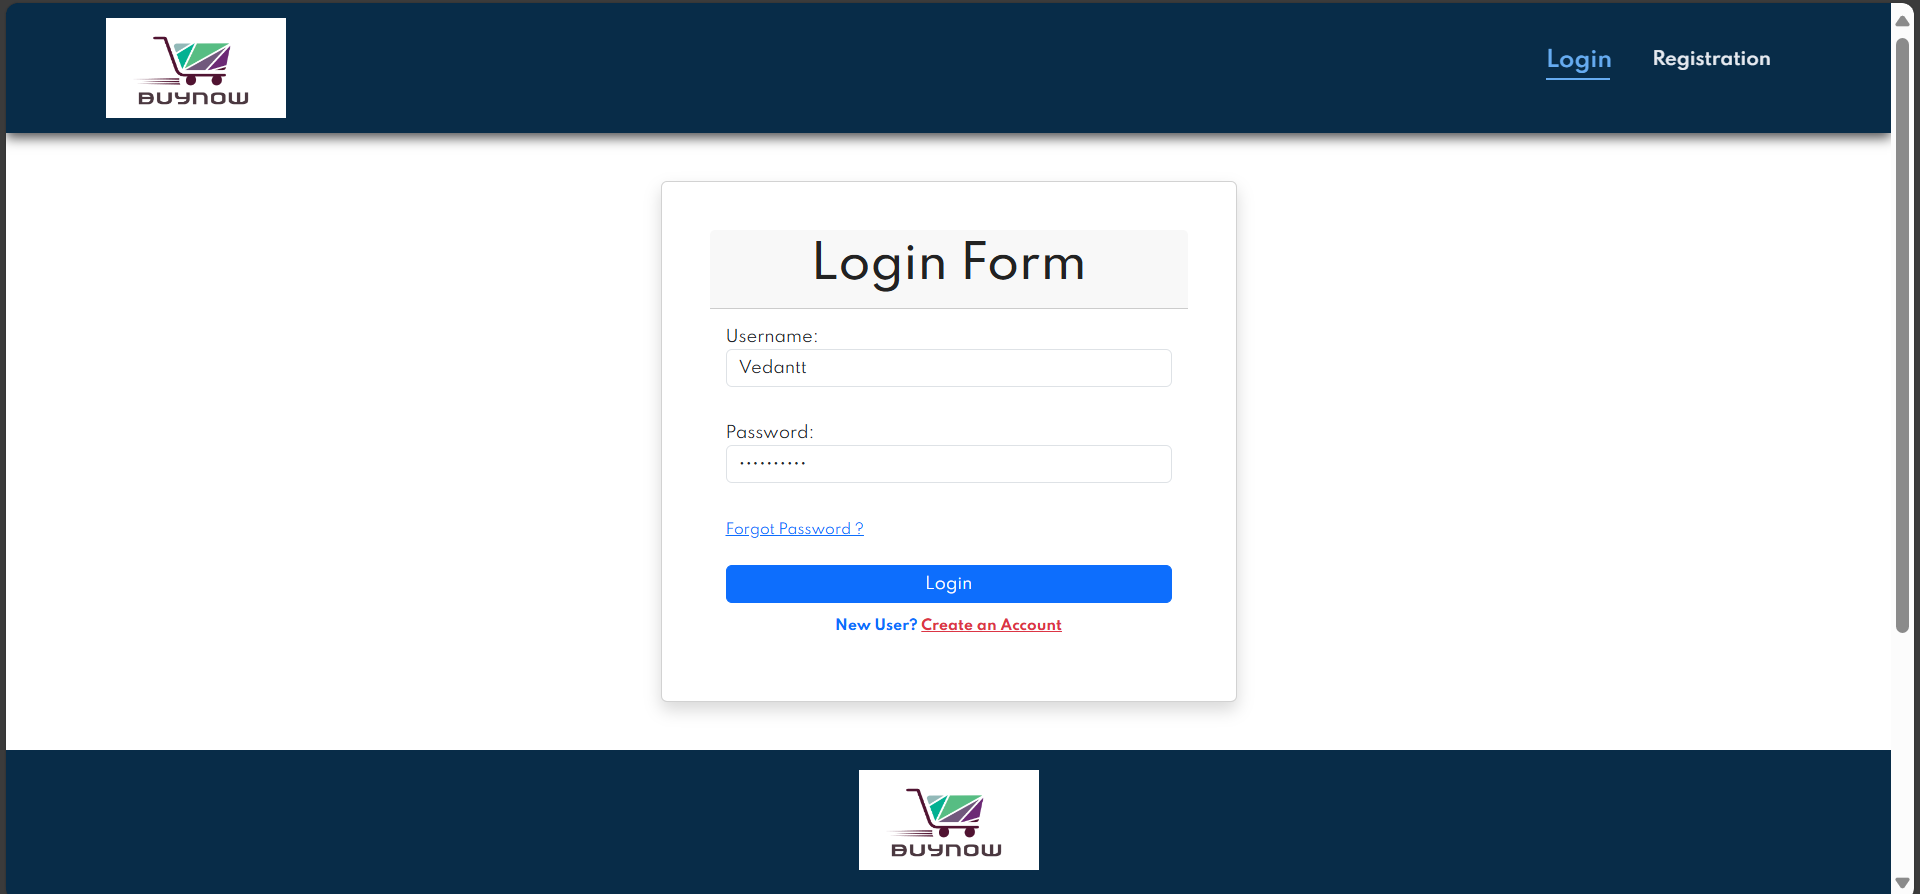 BUYNOW
Login Registration
Login Form
Username:
Vedantt
Password:
··········
Forgot Password ?
Login
New User? Create an Account
BUYNOW